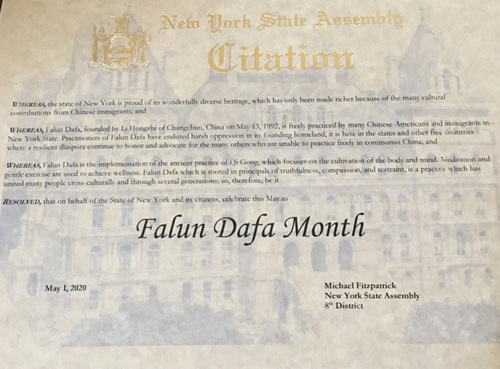 New York State Assembly
Citation
WHEREAS, the state of New York is proud of its wonderfully diverse heritage, which has only been made richer because of the many cultural
contributions from Chinese immigrants; and
WHEREAS, Falun Dafa, founded by Li Hongzhi of Changchun, China on May 13, 1992, is freely practiced by many Chinese Americans and immigrants in
New York State. Practitioners of Falun Dafa have endured harsh oppression in its founding homeland, it is here in the states and other free countries
where a resilient diaspora continue to honor and advocate for the many others who are unable to practice freely in communist China; and
WHEREAS, Falun Dafa is the implementation of the ancient practice of Qi Gong, which focuses on the cultivation of the body and mind. Meditation and
gentle exercise are used to achieve wellness. Falun Dafa which is rooted in principals of truthfulness, compassion, and restraint, is a practice which has
united many people cross-culturally and through several generations; so, therefore, be it
RESOLVED, that on behalf of the State of New York and its citizens, celebrate this May as
Falun Dafa Month
May 1, 2020
Michael Fitzpatrick
New York State Assembly
8th District